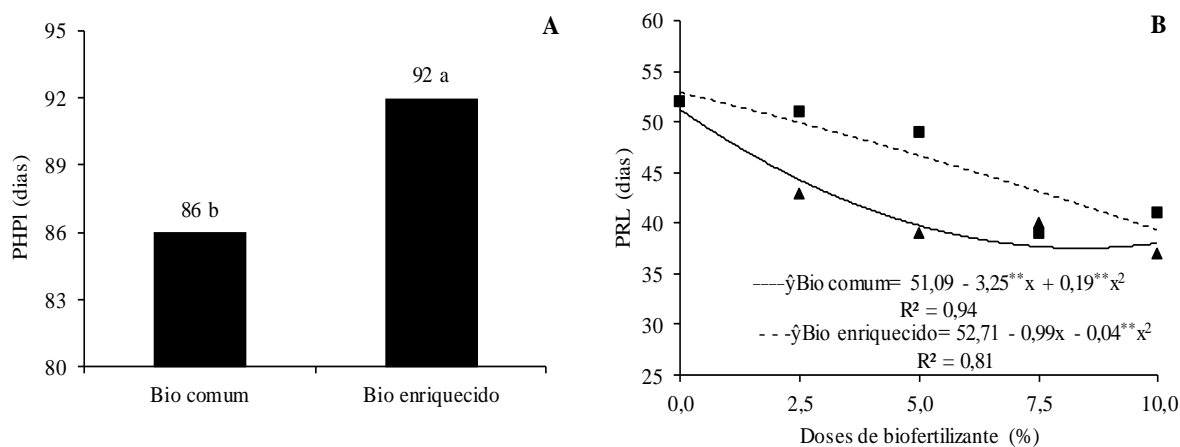 A
95
92
89
86
83
80
PHPl (dias)
86 b
92 a
Bio comum
Bio enriquecido
B
60
55
50
45
40
35
30
25
PRL (dias)
ŷBio comum= 51,09 - 3,25**x + 0,19**x²
R² = 0,94
ŷBio enriquecido= 52,71 - 0,99x - 0,04**x²
R² = 0,81
0,0 2,5 5,0 7,5 10,0
Doses de biofertilizante (%)